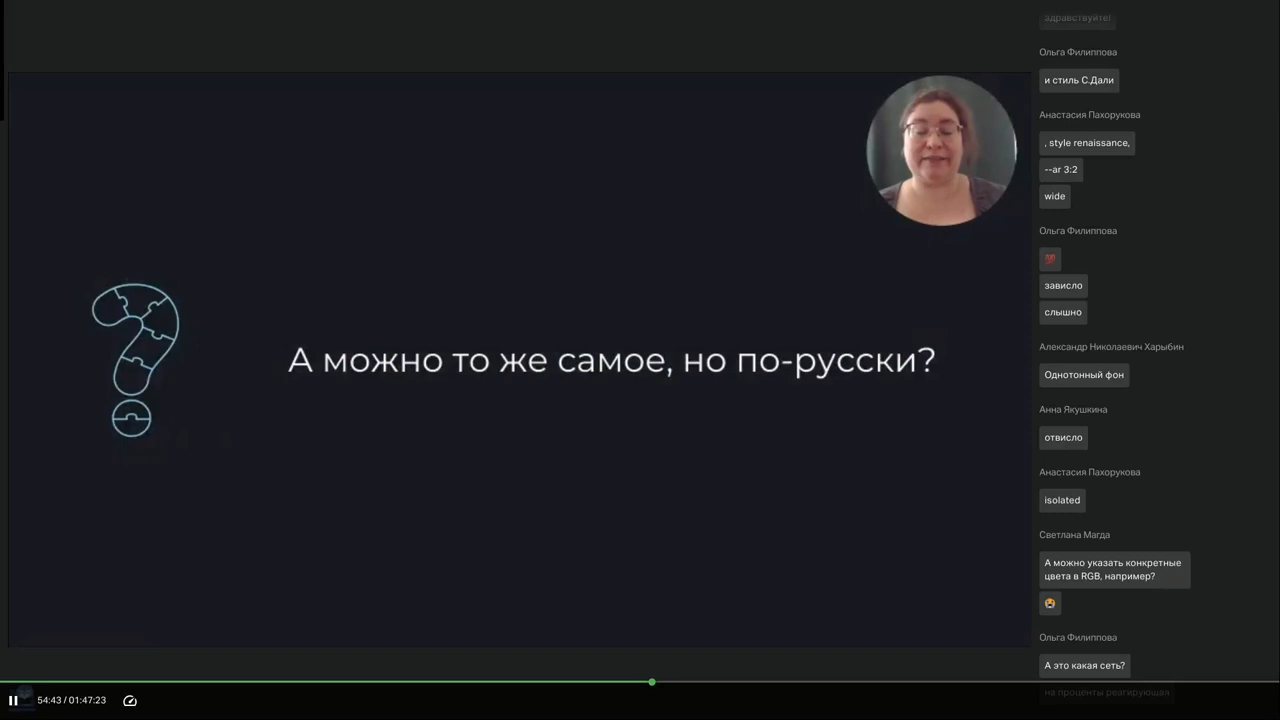 здравствуйте!
Ольга Филиппова
и стиль С.Дали
Анастасия Пахорукова
, style renaissance,
--ar 3:2
wide
Ольга Филиппова
💯
зависло
слышно
Александр Николаевич Харыбин
Однотонный фон
Анна Якушкина
отвисло
Анастасия Пахорукова
isolated
Светлана Магда
А можно указать конкретные
цвета в RGB, например?
😭
Ольга Филиппова
А это какая сеть?
на проценты реагирующая
А можно то же самое, но по-русски?
54:43 / 01:47:23